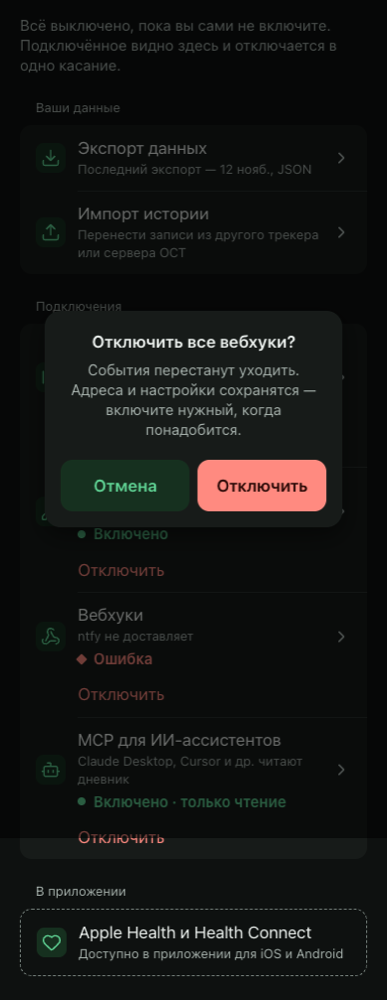 Всё выключено, пока вы сами не включите.
Подключённое видно здесь и отключается в
одно касание.
Ваши данные
Экспорт данных
Последний экспорт — 12 нояб., JSON
Импорт истории
Перенести записи из другого трекера
или сервера ОСТ
Подключения
Отключить все вебхуки?
События перестанут уходить.
Адреса и настройки сохранятся —
включите нужный, когда
понадобится.
Отмена
Отключить
Включено
Отключить
Вебхуки
ntfy не доставляет
Ошибка
Отключить
МСР для ИИ-ассистентов
Claude Desktop, Cursor и др. читают
дневник
Включено · только чтение
Отключить
В приложении
Apple Health и Health Connect
Доступно в приложении для iOS и Android